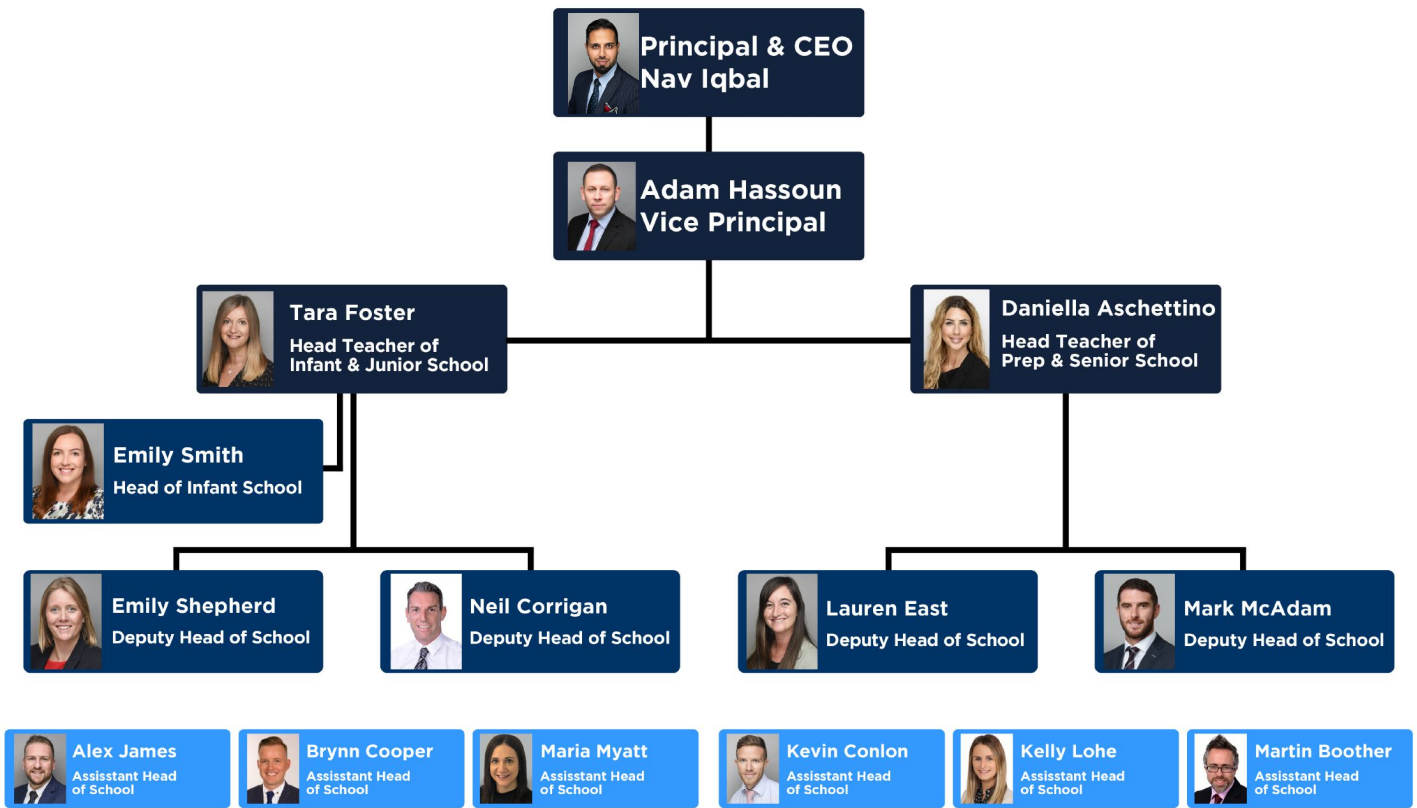 Principal & CEO
Nav Iqbal
Adam Hassoun
Vice Principal
Tara Foster
Head Teacher of
Infant & Junior School
Daniella Aschettino
Head Teacher of
Prep & Senior School
Emily Smith
Head of Infant School
Emily Shepherd
Deputy Head of School
Neil Corrigan
Deputy Head of School
Lauren East
Deputy Head of School
Mark McAdam
Deputy Head of School
Alex James
Assisstant Head
of School
Brynn Cooper
Assisstant Head
of School
Maria Myatt
Assisstant Head
of School
Kevin Conlon
Assisstant Head
of School
Kelly Lohe
Assisstant Head
of School
Martin Boother
Assisstant Head
of School